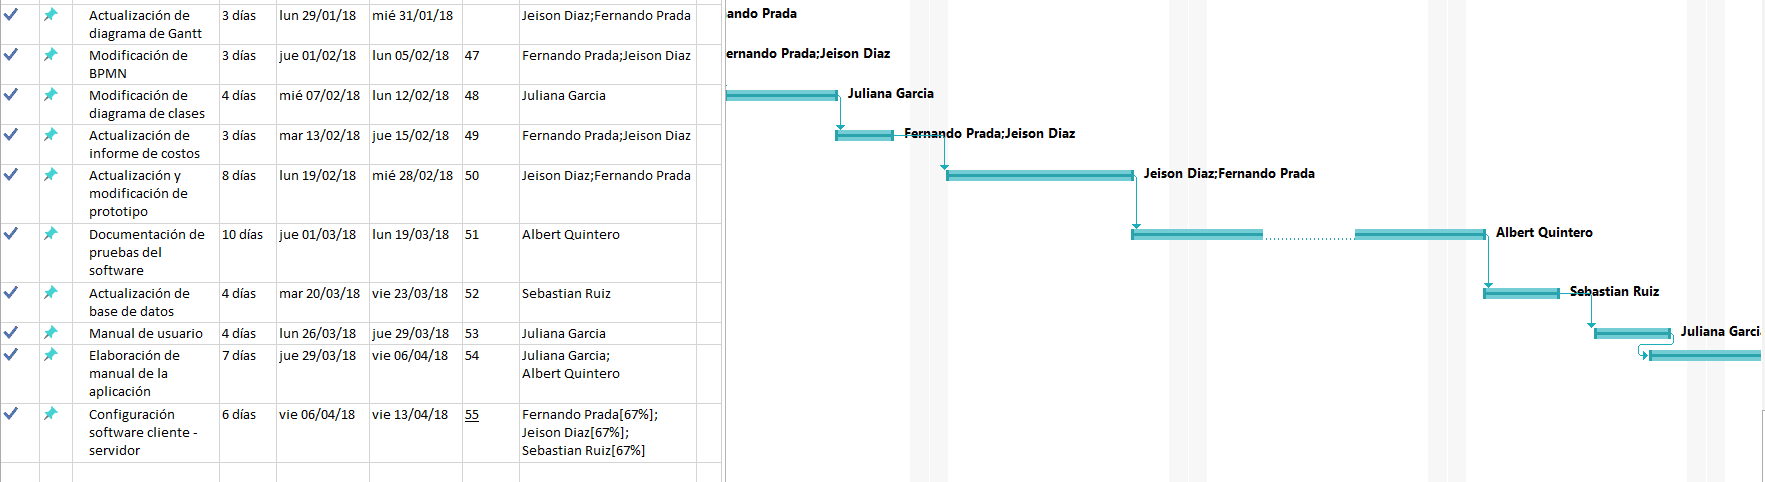 Actualización de
diagrama de Gantt
3 días
lun 29/01/18
mié 31/01/18
Jeison Diaz;Fernando Prada
ando Prada
Modificación de
BPMN
3 días
jue 01/02/18
lun 05/02/18
47
Fernando Prada;Jeison Diaz
ernando Prada;Jeison Diaz
Modificación de
diagrama de clases
4 días
mié 07/02/18
lun 12/02/18
48
Juliana Garcia
Juliana Garcia
Actualización de
informe de costos
3 días
mar 13/02/18
jue 15/02/18
49
Fernando Prada;Jeison Diaz
Fernando Prada;Jeison Diaz
Actualización y
modificación de
prototipo
8 días
lun 19/02/18
mié 28/02/18
50
Jeison Diaz;Fernando Prada
Jeison Diaz;Fernando Prada
Documentación de
pruebas del
software
10 días
jue 01/03/18
lun 19/03/18
51
Albert Quintero
Albert Quintero
Actualización de
base de datos
4 días
mar 20/03/18
vie 23/03/18
52
Sebastian Ruiz
Sebastian Ruiz
Manual de usuario
4 días
lun 26/03/18
jue 29/03/18
53
Juliana Garcia
Juliana Garci
Elaboración de
manual de la
aplicación
7 días
jue 29/03/18
vie 06/04/18
54
Juliana Garcia;
Albert Quintero
Configuración
software cliente -
servidor
6 días
vie 06/04/18
vie 13/04/18
55
Fernando Prada[67%];
Jeison Diaz[67%];
Sebastian Ruiz[67%]